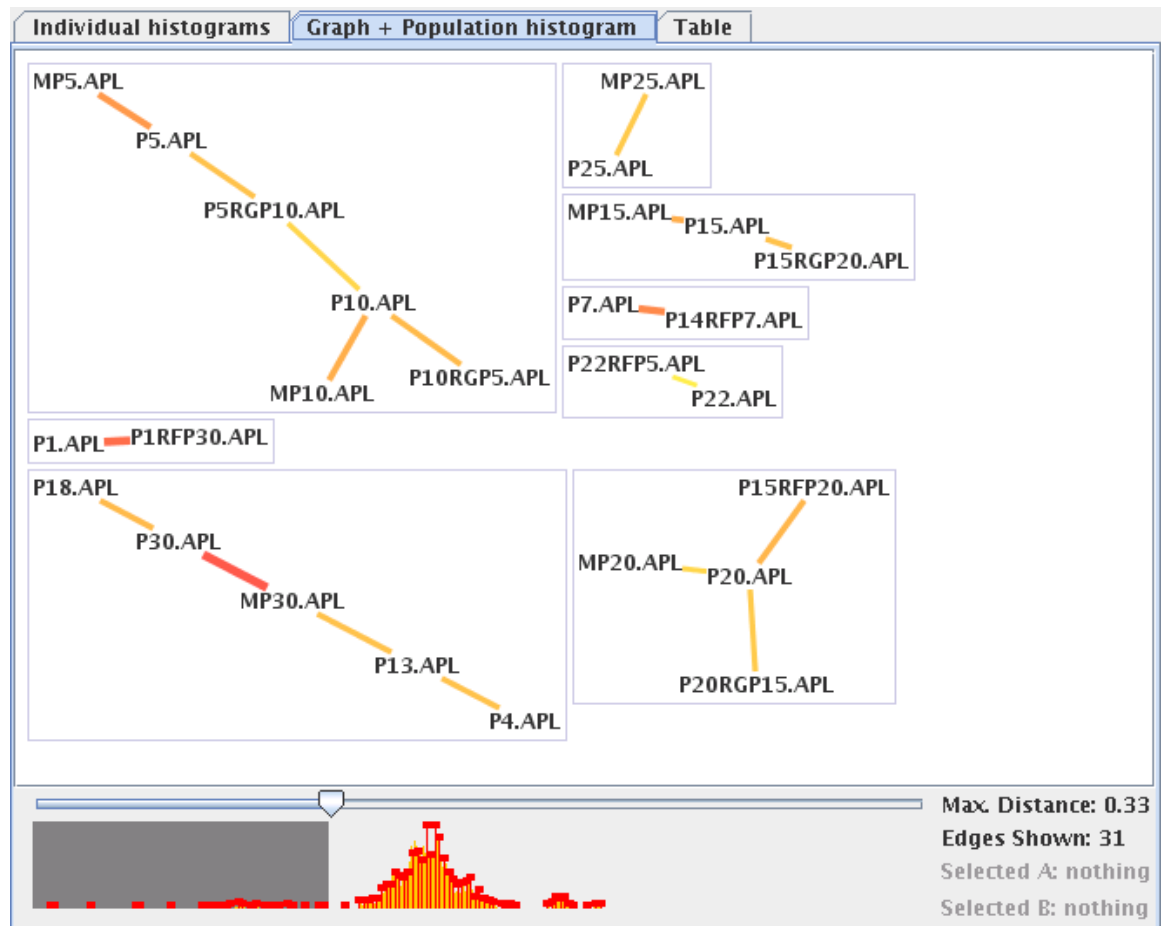 Individual histograms Graph + Population histogram Table
MP5.APL
P5.APL
P5RGP10.APL
P10.APL
MP10.APL
P10RGP5.APL
MP25.APL
P25.APL
MP15.APL
P15.APL
P15RGP20.APL
P7.APL
P14RFP7.APL
P22RFP5.APL
P22.APL
P1.APL
P1RFP30.APL
P18.APL
P30.APL
MP30.APL
P13.APL
P4.APL
P15RFP20.APL
MP20.APL
P20.APL
P20RGP15.APL
Max. Distance: 0.33
Edges Shown: 31
Selected A: nothing
Selected B: nothing